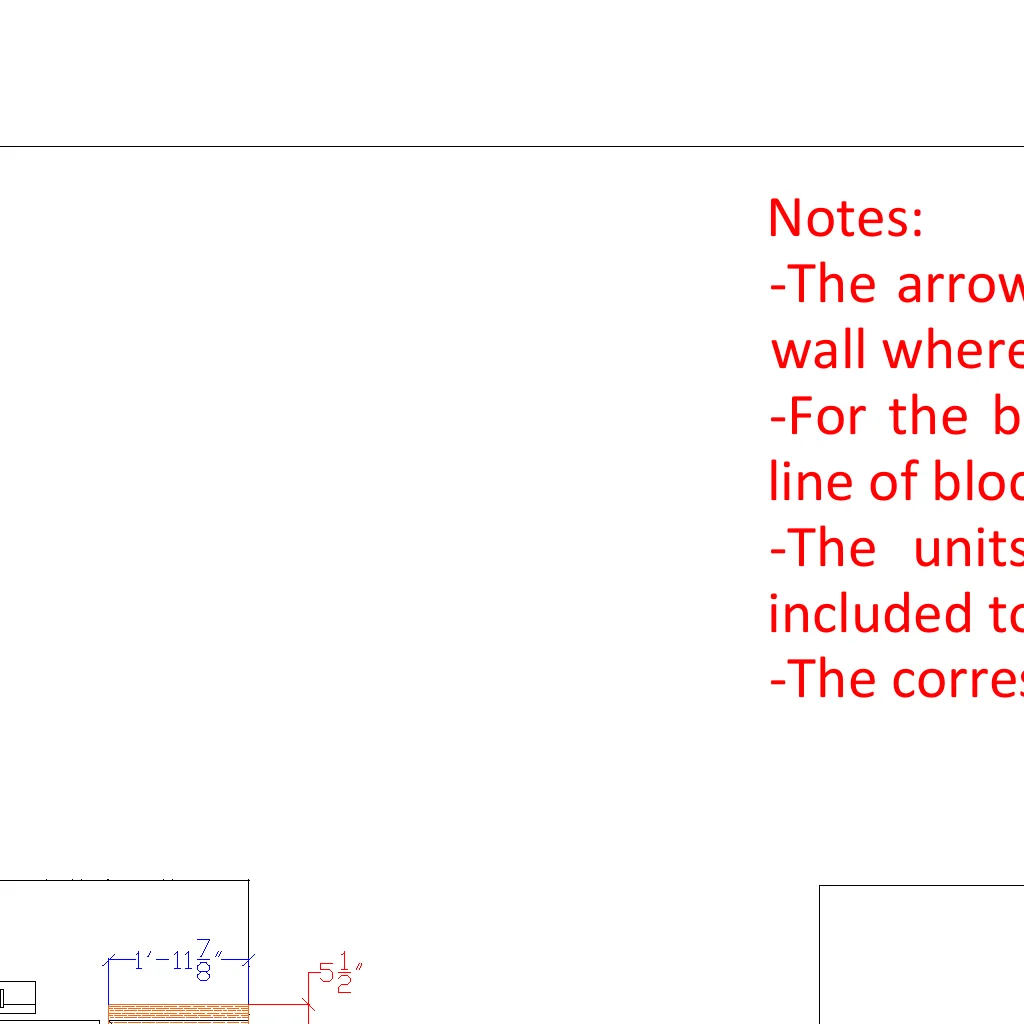 Notes:
-The arrow
wall where
-For the b
line of bloc
-The units
included to
-The corres
1'-11 7/8"
5 1/2"